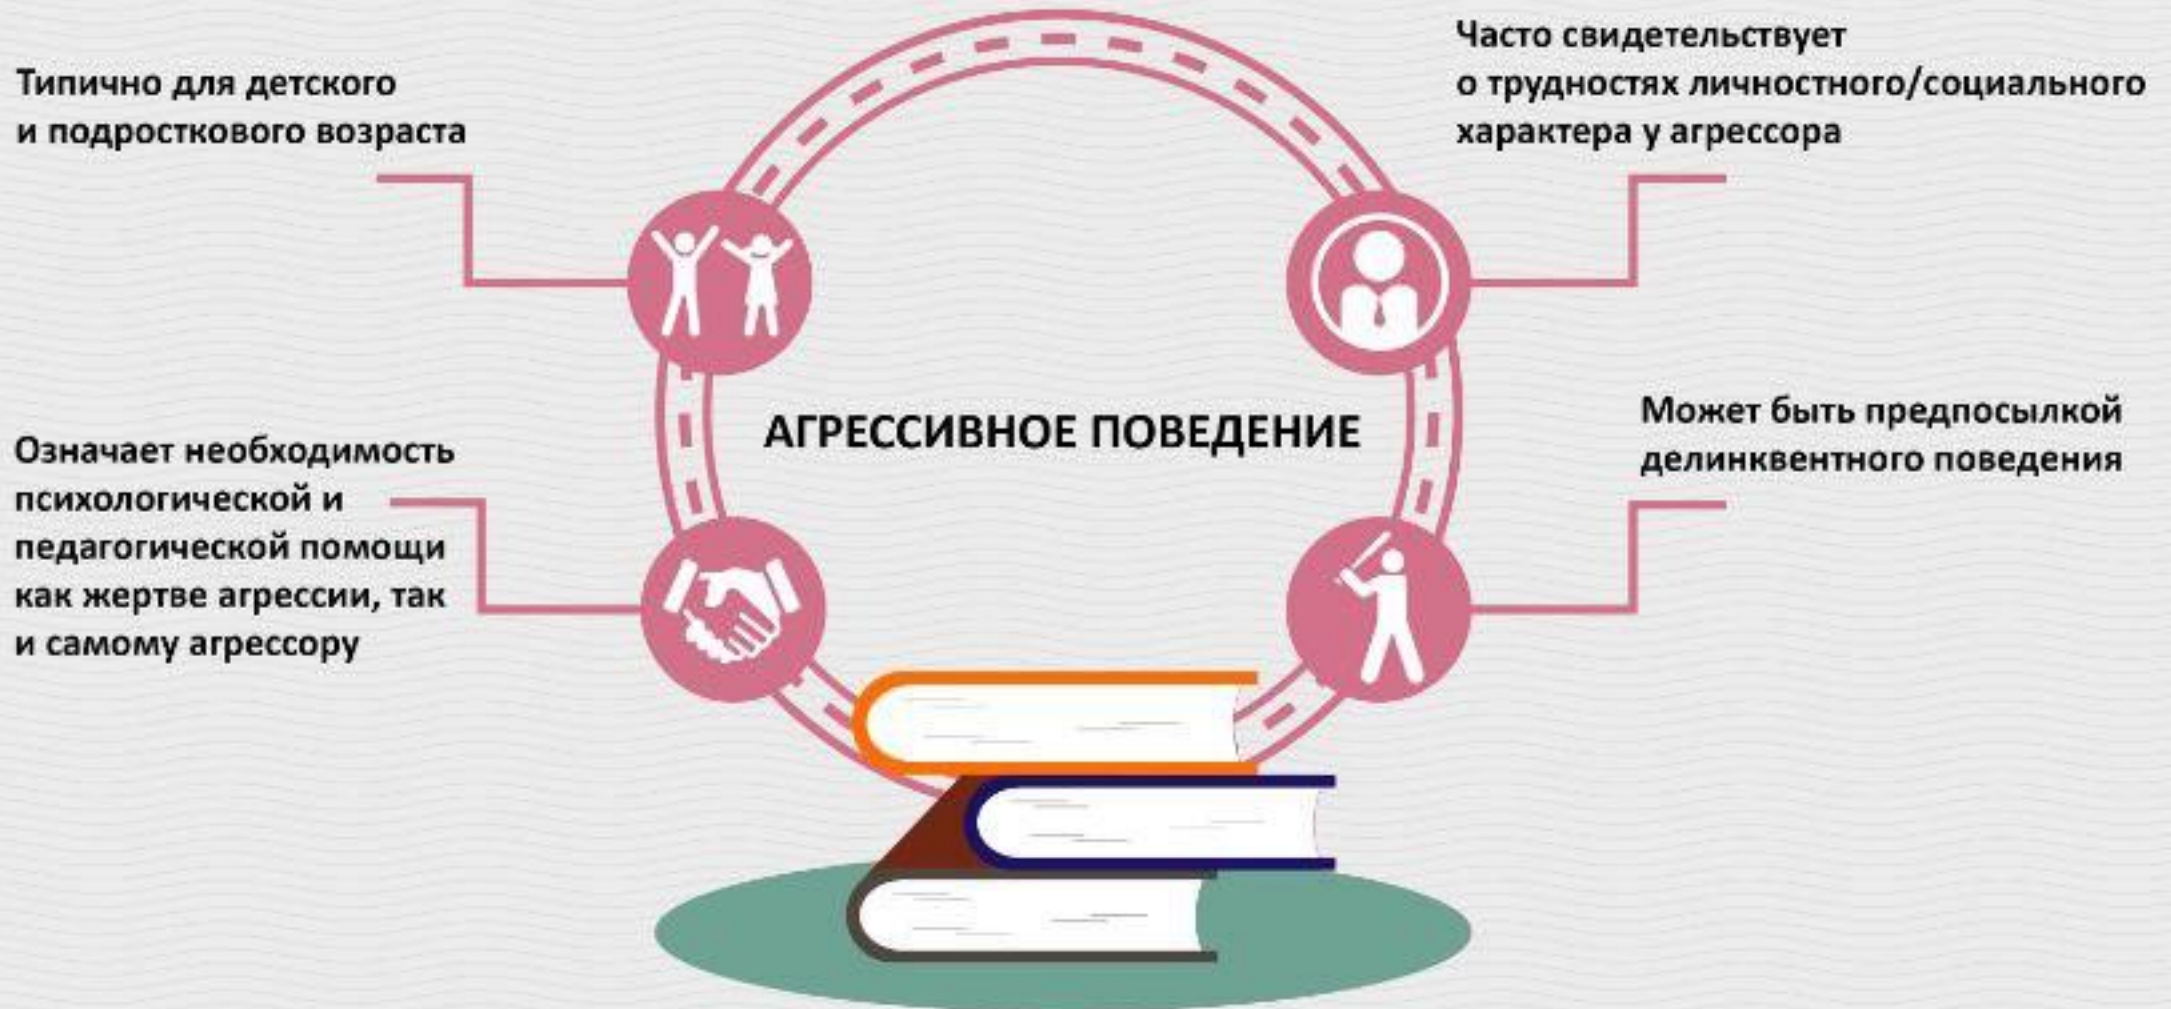 Типично для детского
и подросткового возраста
Часто свидетельствует
о трудностях личностного/социального
характера у агрессора
АГРЕССИВНОЕ ПОВЕДЕНИЕ
Означает необходимость
психологической и
педагогической помощи
как жертве агрессии, так
и самому агрессору
Может быть предпосылкой
делинквентного поведения